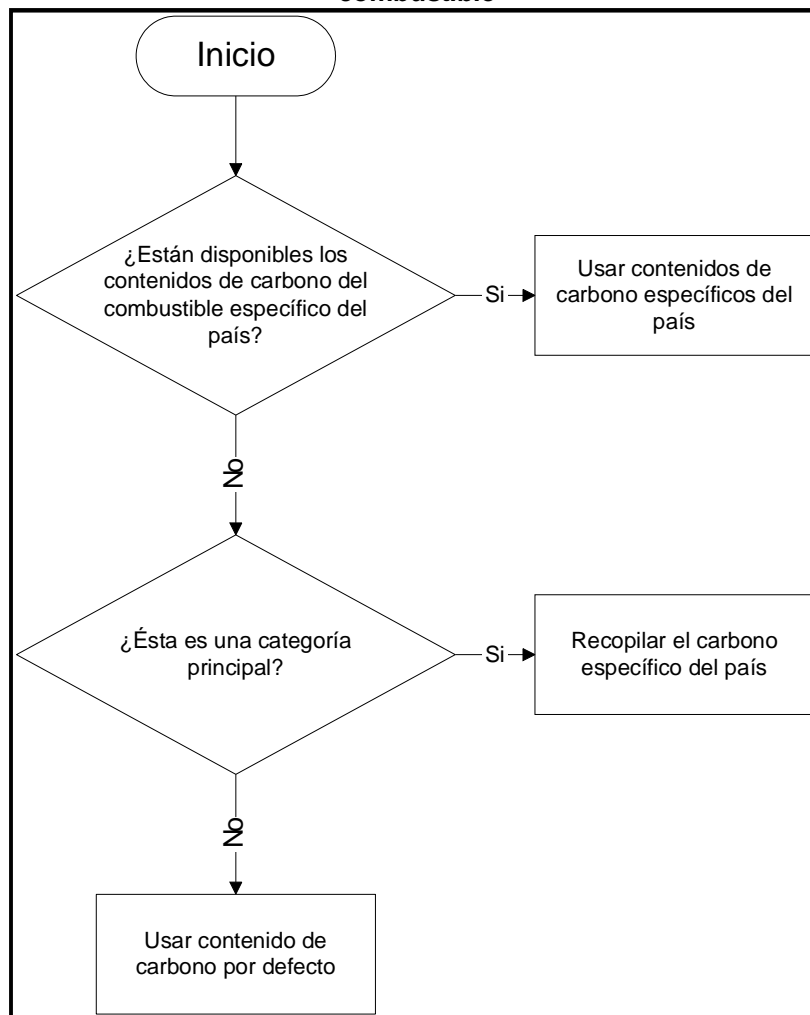 combustible
Inicio
¿Están disponibles los
contenidos de carbono del
combustible específico del
país?
Si
Usar contenidos de
carbono específicos del
país
No
¿Ésta es una categoría
principal?
Si
Recopilar el carbono
específico del país
No
Usar contenido de
carbono por defecto